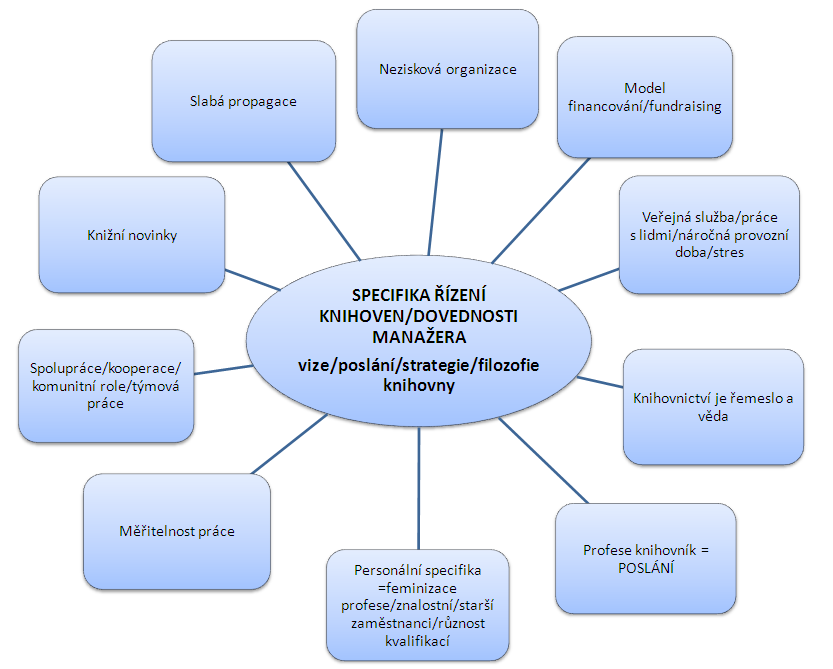 Nezisková organizace
Model
financování/fundraising
Slabá propagace
Veřejná služba/práce
s lidmi/náročná provozní
doba/stres
Knižní novinky
SPECIFIKA ŘÍZENÍ
KNIHOVEN/DOVEDNOSTI
MANAŽERA
vize/poslání/strategie/filozofie
knihovny
Spolupráce/kooperace/
komunitní role/týmová
práce
Knihovnictví je řemeslo a
věda
Měřitelnost práce
Profese knihovník =
POSLÁNÍ
Personální specifika
=feminizace
profese/znalostní/starší
zaměstnanci/různost
kvalifikací